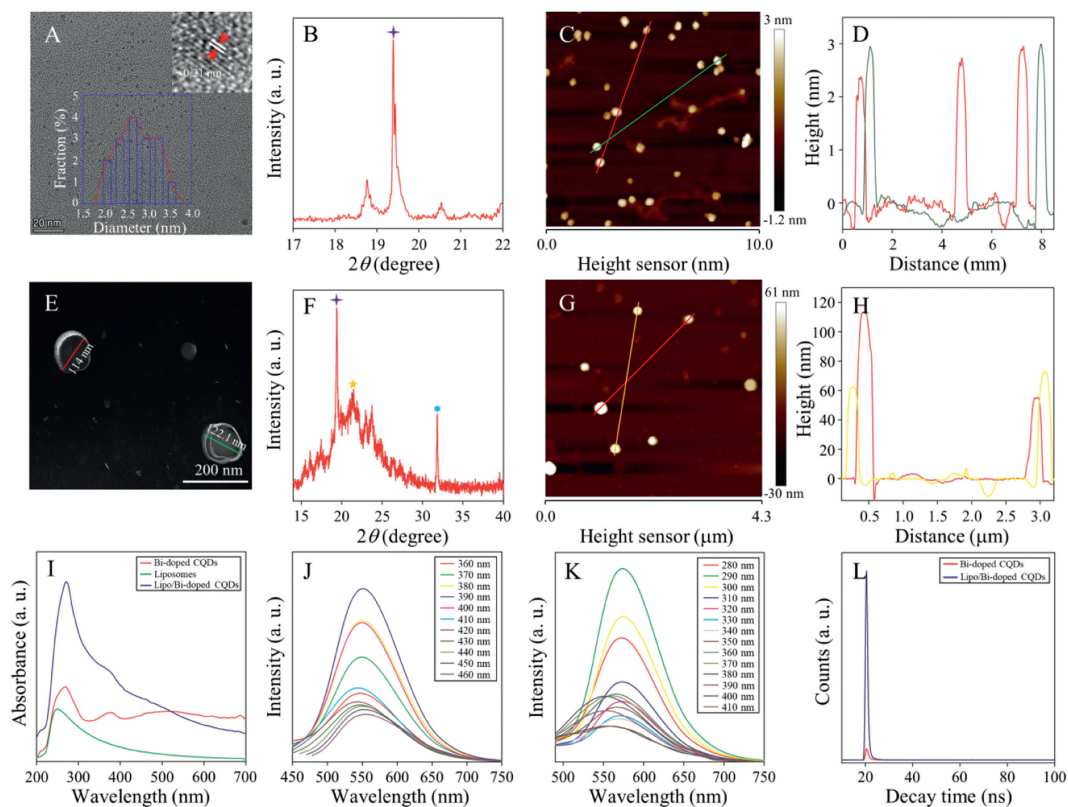 A
0.21 nm
Fraction (%)
5
4
3
2
1
0
1.5 2.0 2.5 3.0 3.5 4.0
Diameter (nm)
20 nm
B
Intensity (a. u.)
17 18 19 20 21 22
2θ (degree)
C
3 nm
-1.2 nm
0.0 10.0
Height sensor (nm)
D
Height (nm)
3
2
1
0
0 2 4 6 8
Distance (mm)
E
114 nm
122.1 nm
200 nm
F
Intensity (a. u.)
20 25 30 35 40
2θ (degree)
G
61 nm
-30 nm
0.0 4.3
Height sensor (μm)
H
Height (nm)
120
100
80
60
40
20
0
0.5 1.0 1.5 2.0 2.5 3.0
Distance (μm)
I
Bi-doped CQDs
Liposomes
Lipo/Bi-doped CQDs
Absorbance (a. u.)
200 300 400 500 600 700
Wavelength (nm)
J
360 nm
370 nm
380 nm
390 nm
400 nm
410 nm
420 nm
430 nm
440 nm
450 nm
460 nm
Intensity (a. u.)
450 500 550 600 650 700 750
Wavelength (nm)
K
280 nm
290 nm
300 nm
310 nm
320 nm
330 nm
340 nm
350 nm
360 nm
370 nm
380 nm
390 nm
400 nm
410 nm
Intensity (a. u.)
500 550 600 650 700 750
Wavelength (nm)
L
Bi-doped CQDs
Lipo/Bi-doped CQDs
Counts (a. u.)
20 40 60 80 100
Decay time (ns)